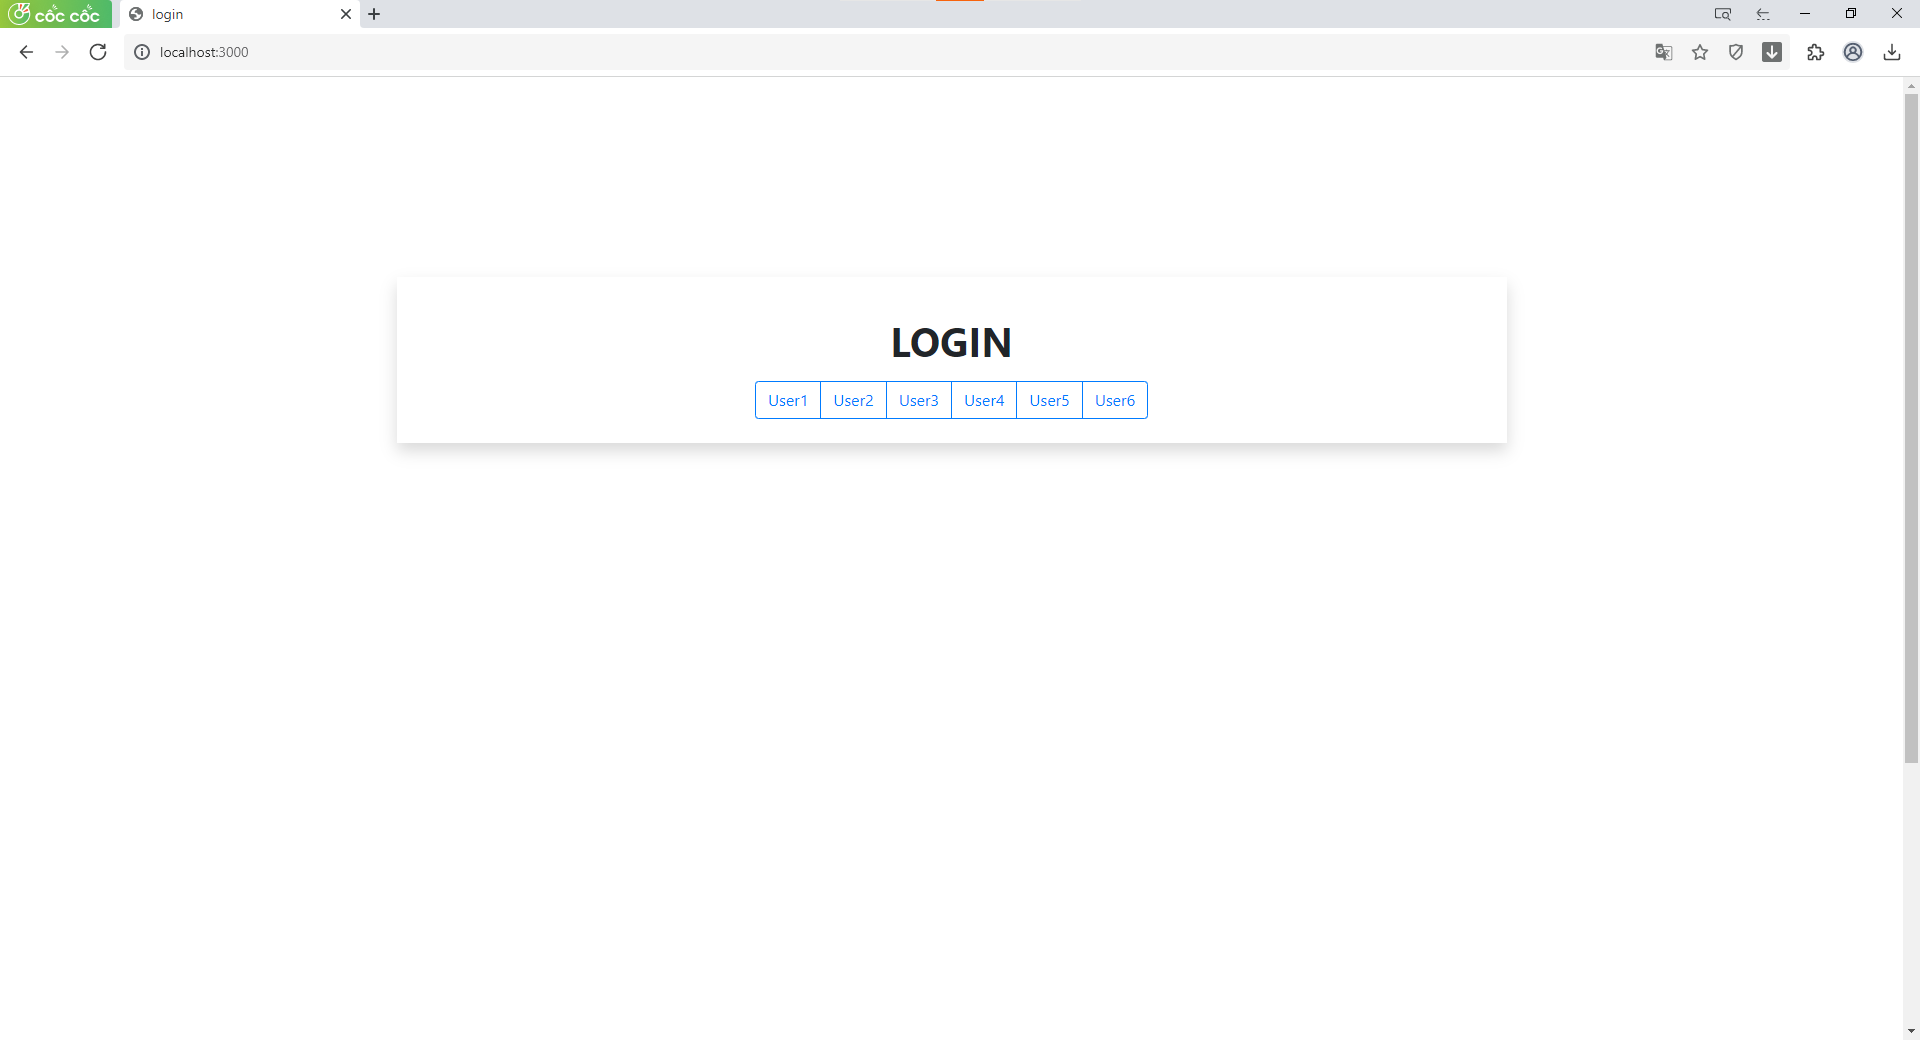 cốc cốc
login
localhost:3000
LOGIN
User1 User2 User3 User4 User5 User6